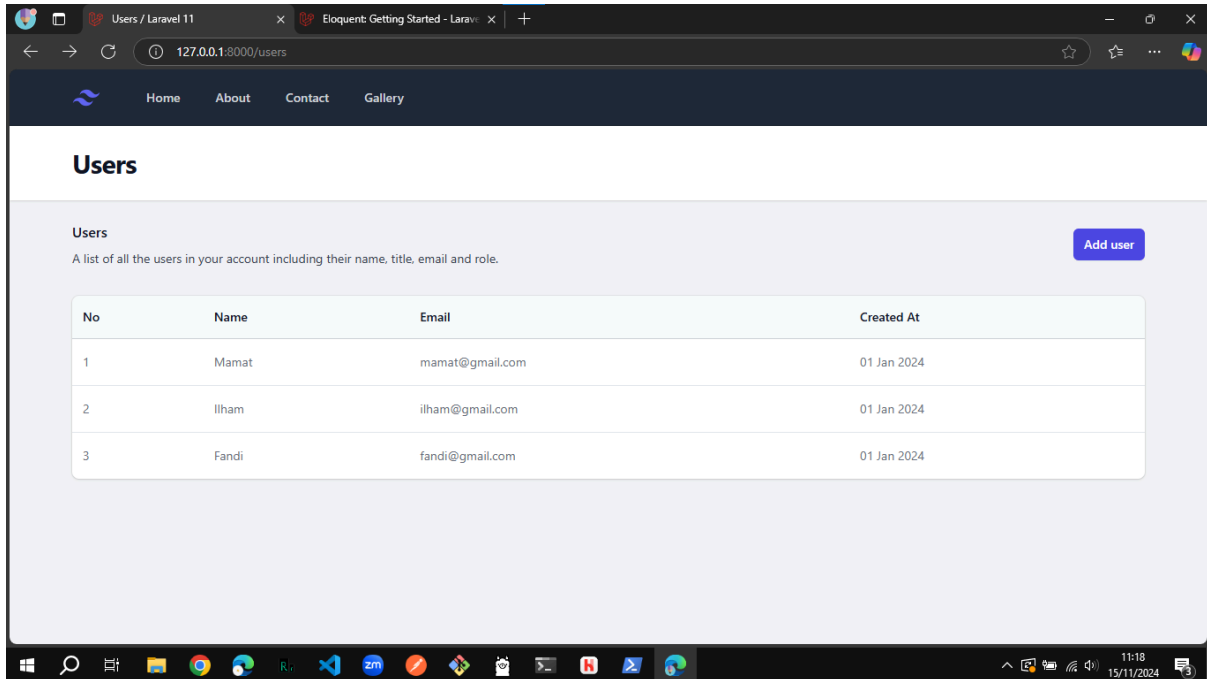 Users / Laravel 11
Eloquent: Getting Started - Larave
127.0.0.1:8000/users
Home About Contact Gallery
Users
Users
Add user
A list of all the users in your account including their name, title, email and role.
No Name Email Created At
1 Mamat mamat@gmail.com 01 Jan 2024
2 Ilham ilham@gmail.com 01 Jan 2024
3 Fandi fandi@gmail.com 01 Jan 2024
zm
11:18
15/11/2024
3